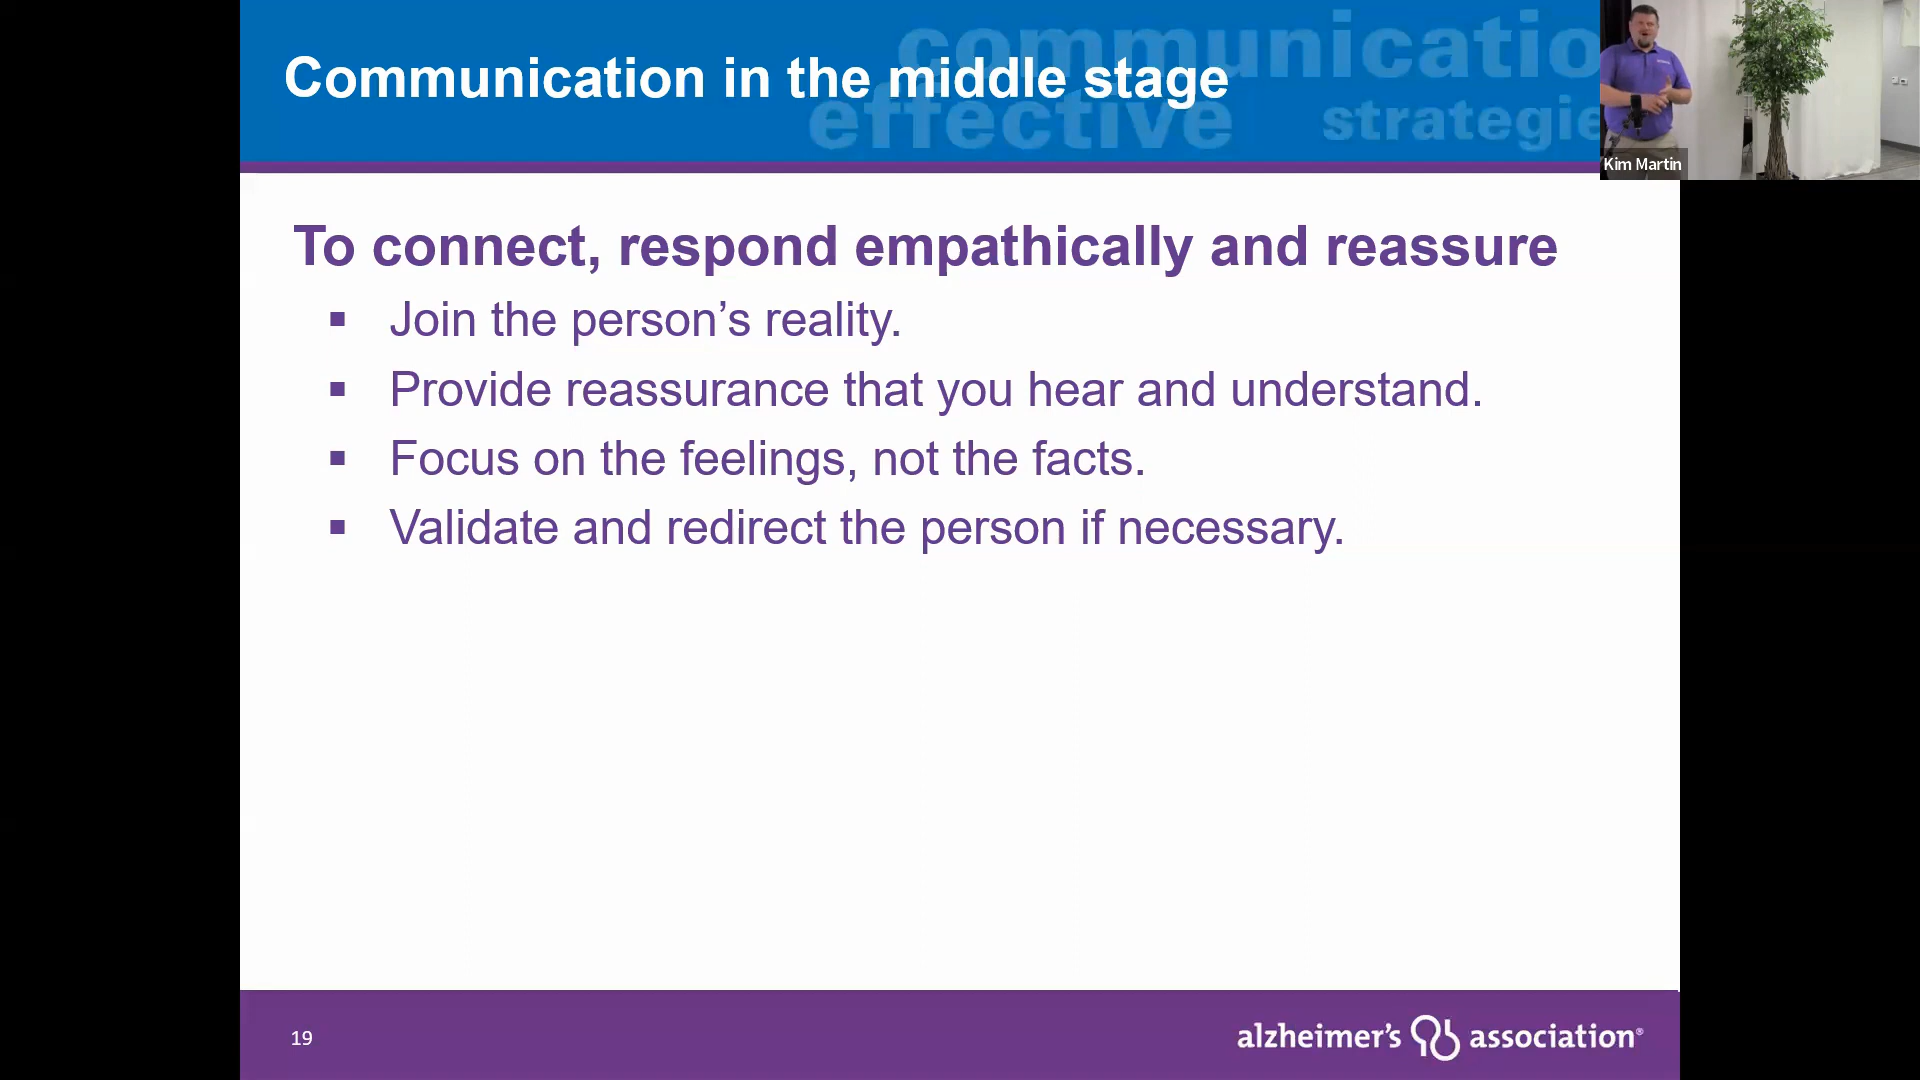 communicatio
Communication in the middle stage
effective strategie
Kim Martin
To connect, respond empathically and reassure
▪ Join the person’s reality.
▪ Provide reassurance that you hear and understand.
▪ Focus on the feelings, not the facts.
▪ Validate and redirect the person if necessary.
19
alzheimer’s association®